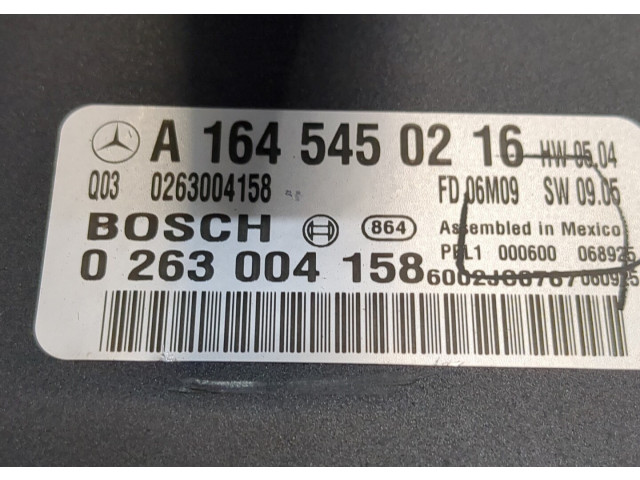 A 164 545 02 16 HW 05.04
Q03 0263004158 FD 06M09 SW 09.05
BOSCH 864 Assembled in Mexico
PPL1 000600 068925
0 263 004 158